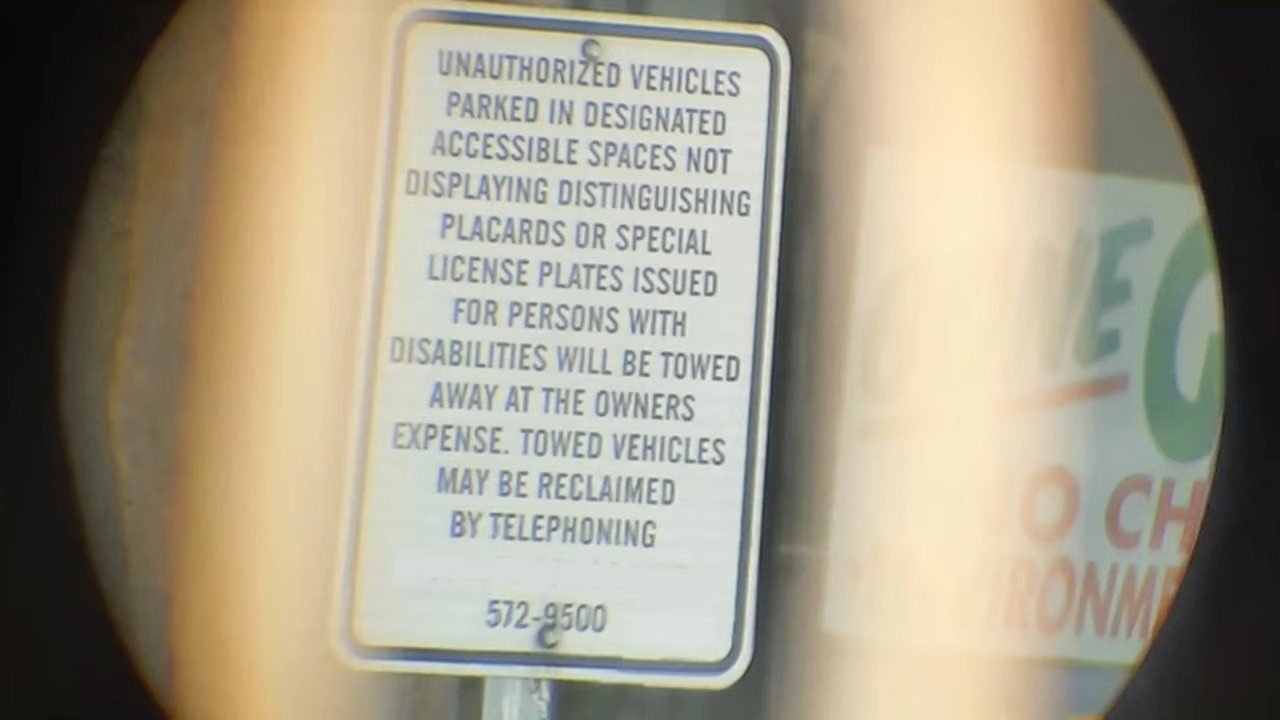 UNAUTHORIZED VEHICLES
PARKED IN DESIGNATED
ACCESSIBLE SPACES NOT
DISPLAYING DISTINGUISHING
PLACARDS OR SPECIAL
LICENSE PLATES ISSUED
FOR PERSONS WITH
DISABILITIES WILL BE TOWED
AWAY AT THE OWNERS
EXPENSE. TOWED VEHICLES
MAY BE RECLAIMED
BY TELEPHONING
572-9500